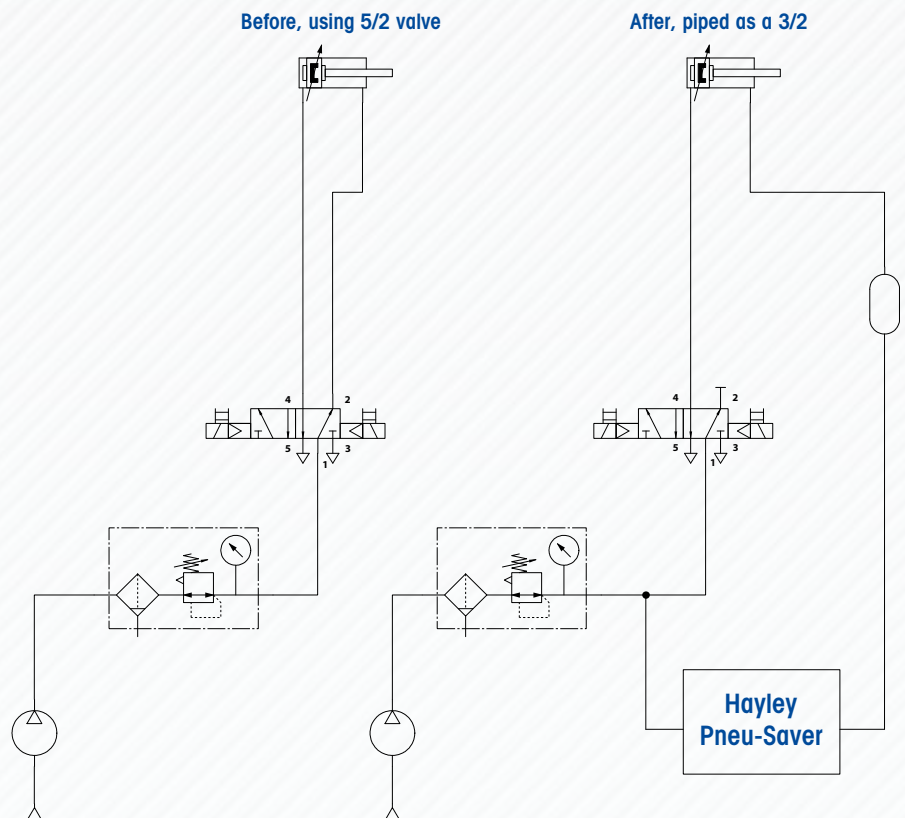 Before, using 5/2 valve
After, piped as a 3/2
4
2
5
1
3
4
2
5
1
3
Hayley
Pneu-Saver